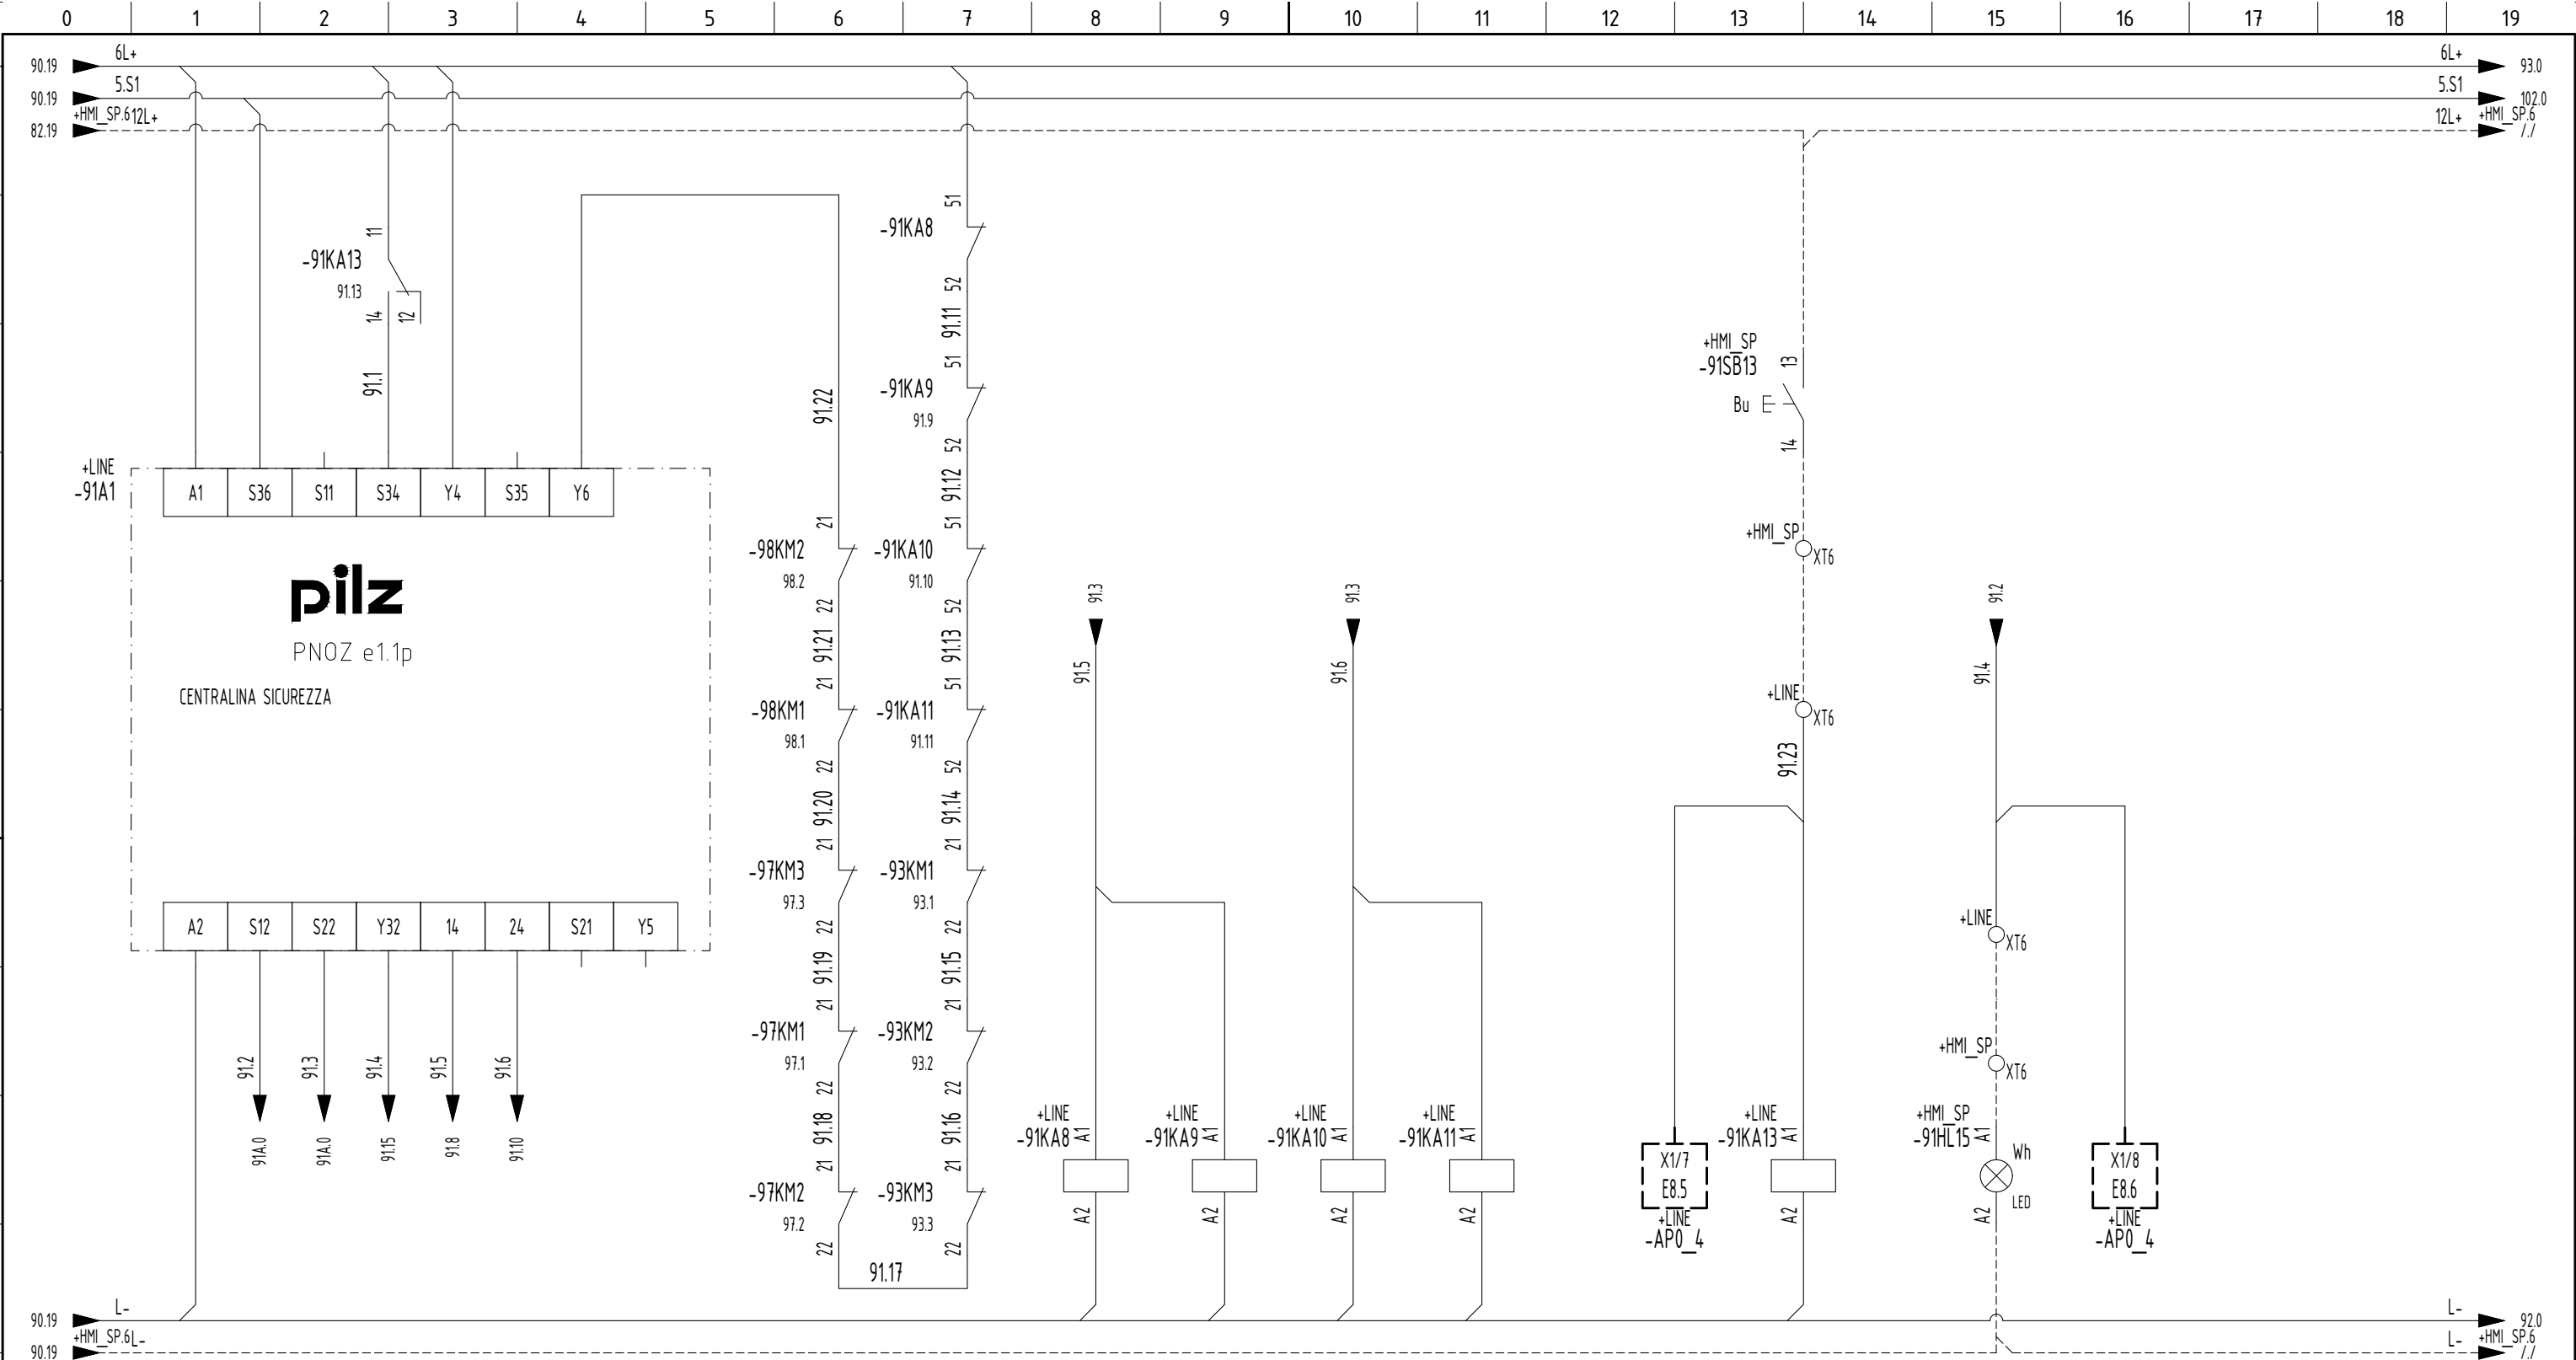 0 1 2 3 4 5 6 7 8 9 10 11 12 13 14 15 16 17 18 19
90.19 6L+ 6L+ 93.0
90.19 5.S1 5.S1 102.0
+HMI_SP.6 12L+ 12L+ +HMI_SP.6
82.19 /./
11
-91KA13
91.13
14 12
91.1
91.22
51
-91KA8
52
91.11
51
-91KA9
91.9
52
91.12
+HMI_SP
-91SB13
13
Bu
14
+LINE
-91A1
A1 S36 S11 S34 Y4 S35 Y6
pilz
PNOZ e1.1p
CENTRALINA SICUREZZA
A2 S12 S22 Y32 14 24 S21 Y5
91.2 91.3 91.4 91.5 91.6
91A.0 91A.0 91.15 91.8 91.10
21
-98KM2
98.2
22
91.21
21
-98KM1
98.1
22
91.20
21
-97KM3
97.3
22
91.19
21
-97KM1
97.1
22
91.18
21
-97KM2
97.2
22
51
-91KA10
91.10
52
91.13
51
-91KA11
91.11
52
91.14
21
-93KM1
93.1
22
91.15
21
-93KM2
93.2
22
91.16
21
-93KM3
93.3
22
91.17
91.3
91.5
91.3
91.6
+HMI_SP
XT6
+LINE
XT6
91.23
91.2
91.4
+LINE
XT6
+HMI_SP
XT6
+LINE
-91KA8 A1
A2
+LINE
-91KA9 A1
A2
+LINE
-91KA10 A1
A2
+LINE
-91KA11 A1
A2
X1/7
E8.5
+LINE
-AP0_4
+LINE
-91KA13 A1
A2
+HMI_SP
-91HL15 A1
Wh
LED
A2
X1/8
E8.6
+LINE
-AP0_4
90.19 L- L- 92.0
+HMI_SP.6 L- L- +HMI_SP.6
90.19 /./